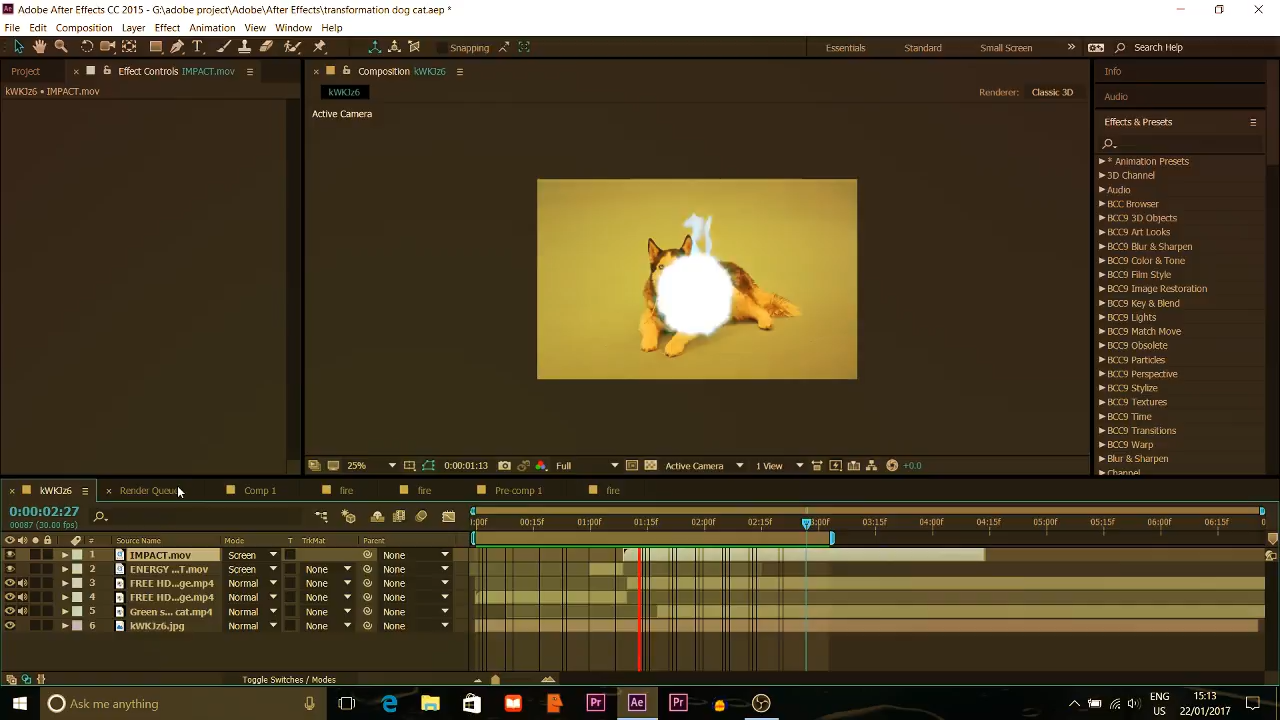 Adobe After Effects CC 2015 - G:\adobe project\Adobe\After Effects\transformation dog cat.aep *
File Edit Composition Layer Effect Animation View Window Help
Snapping Essentials Standard Small Screen » Search Help
Project Effect Controls IMPACT.mov
kWKJz6 • IMPACT.mov
Composition kWKJz6
kWKJz6
Renderer: Classic 3D
Active Camera
Info
Audio
Effects & Presets
* Animation Presets
3D Channel
Audio
BCC Browser
BCC9 3D Objects
BCC9 Art Looks
BCC9 Blur & Sharpen
BCC9 Color & Tone
BCC9 Film Style
BCC9 Image Restoration
BCC9 Key & Blend
BCC9 Lights
BCC9 Match Move
BCC9 Obsolete
BCC9 Particles
BCC9 Perspective
BCC9 Stylize
BCC9 Textures
BCC9 Time
BCC9 Transitions
BCC9 Warp
Blur & Sharpen
Channel
25% 0:00:01:13 Full Active Camera 1 View +0.0
kWKJz6 Render Queue Comp 1 fire fire Pre-comp 1 fire
0:00:02:27
00087 (30.00 fps)
:00f 00:15f 01:00f 01:15f 02:00f 02:15f 03:00f 03:15f 04:00f 04:15f 05:00f 05:15f 06:00f 06:15f 0
# Source Name Mode T TrkMat Parent
1 IMPACT.mov Screen None
2 ENERGY ...T.mov Screen None None
3 FREE HD...ge.mp4 Normal None None
4 FREE HD...ge.mp4 Normal None None
5 Green s... cat.mp4 Normal None None
6 kWKJz6.jpg Normal None None
Toggle Switches / Modes
Ask me anything
ENG
US
15:13
22/01/2017